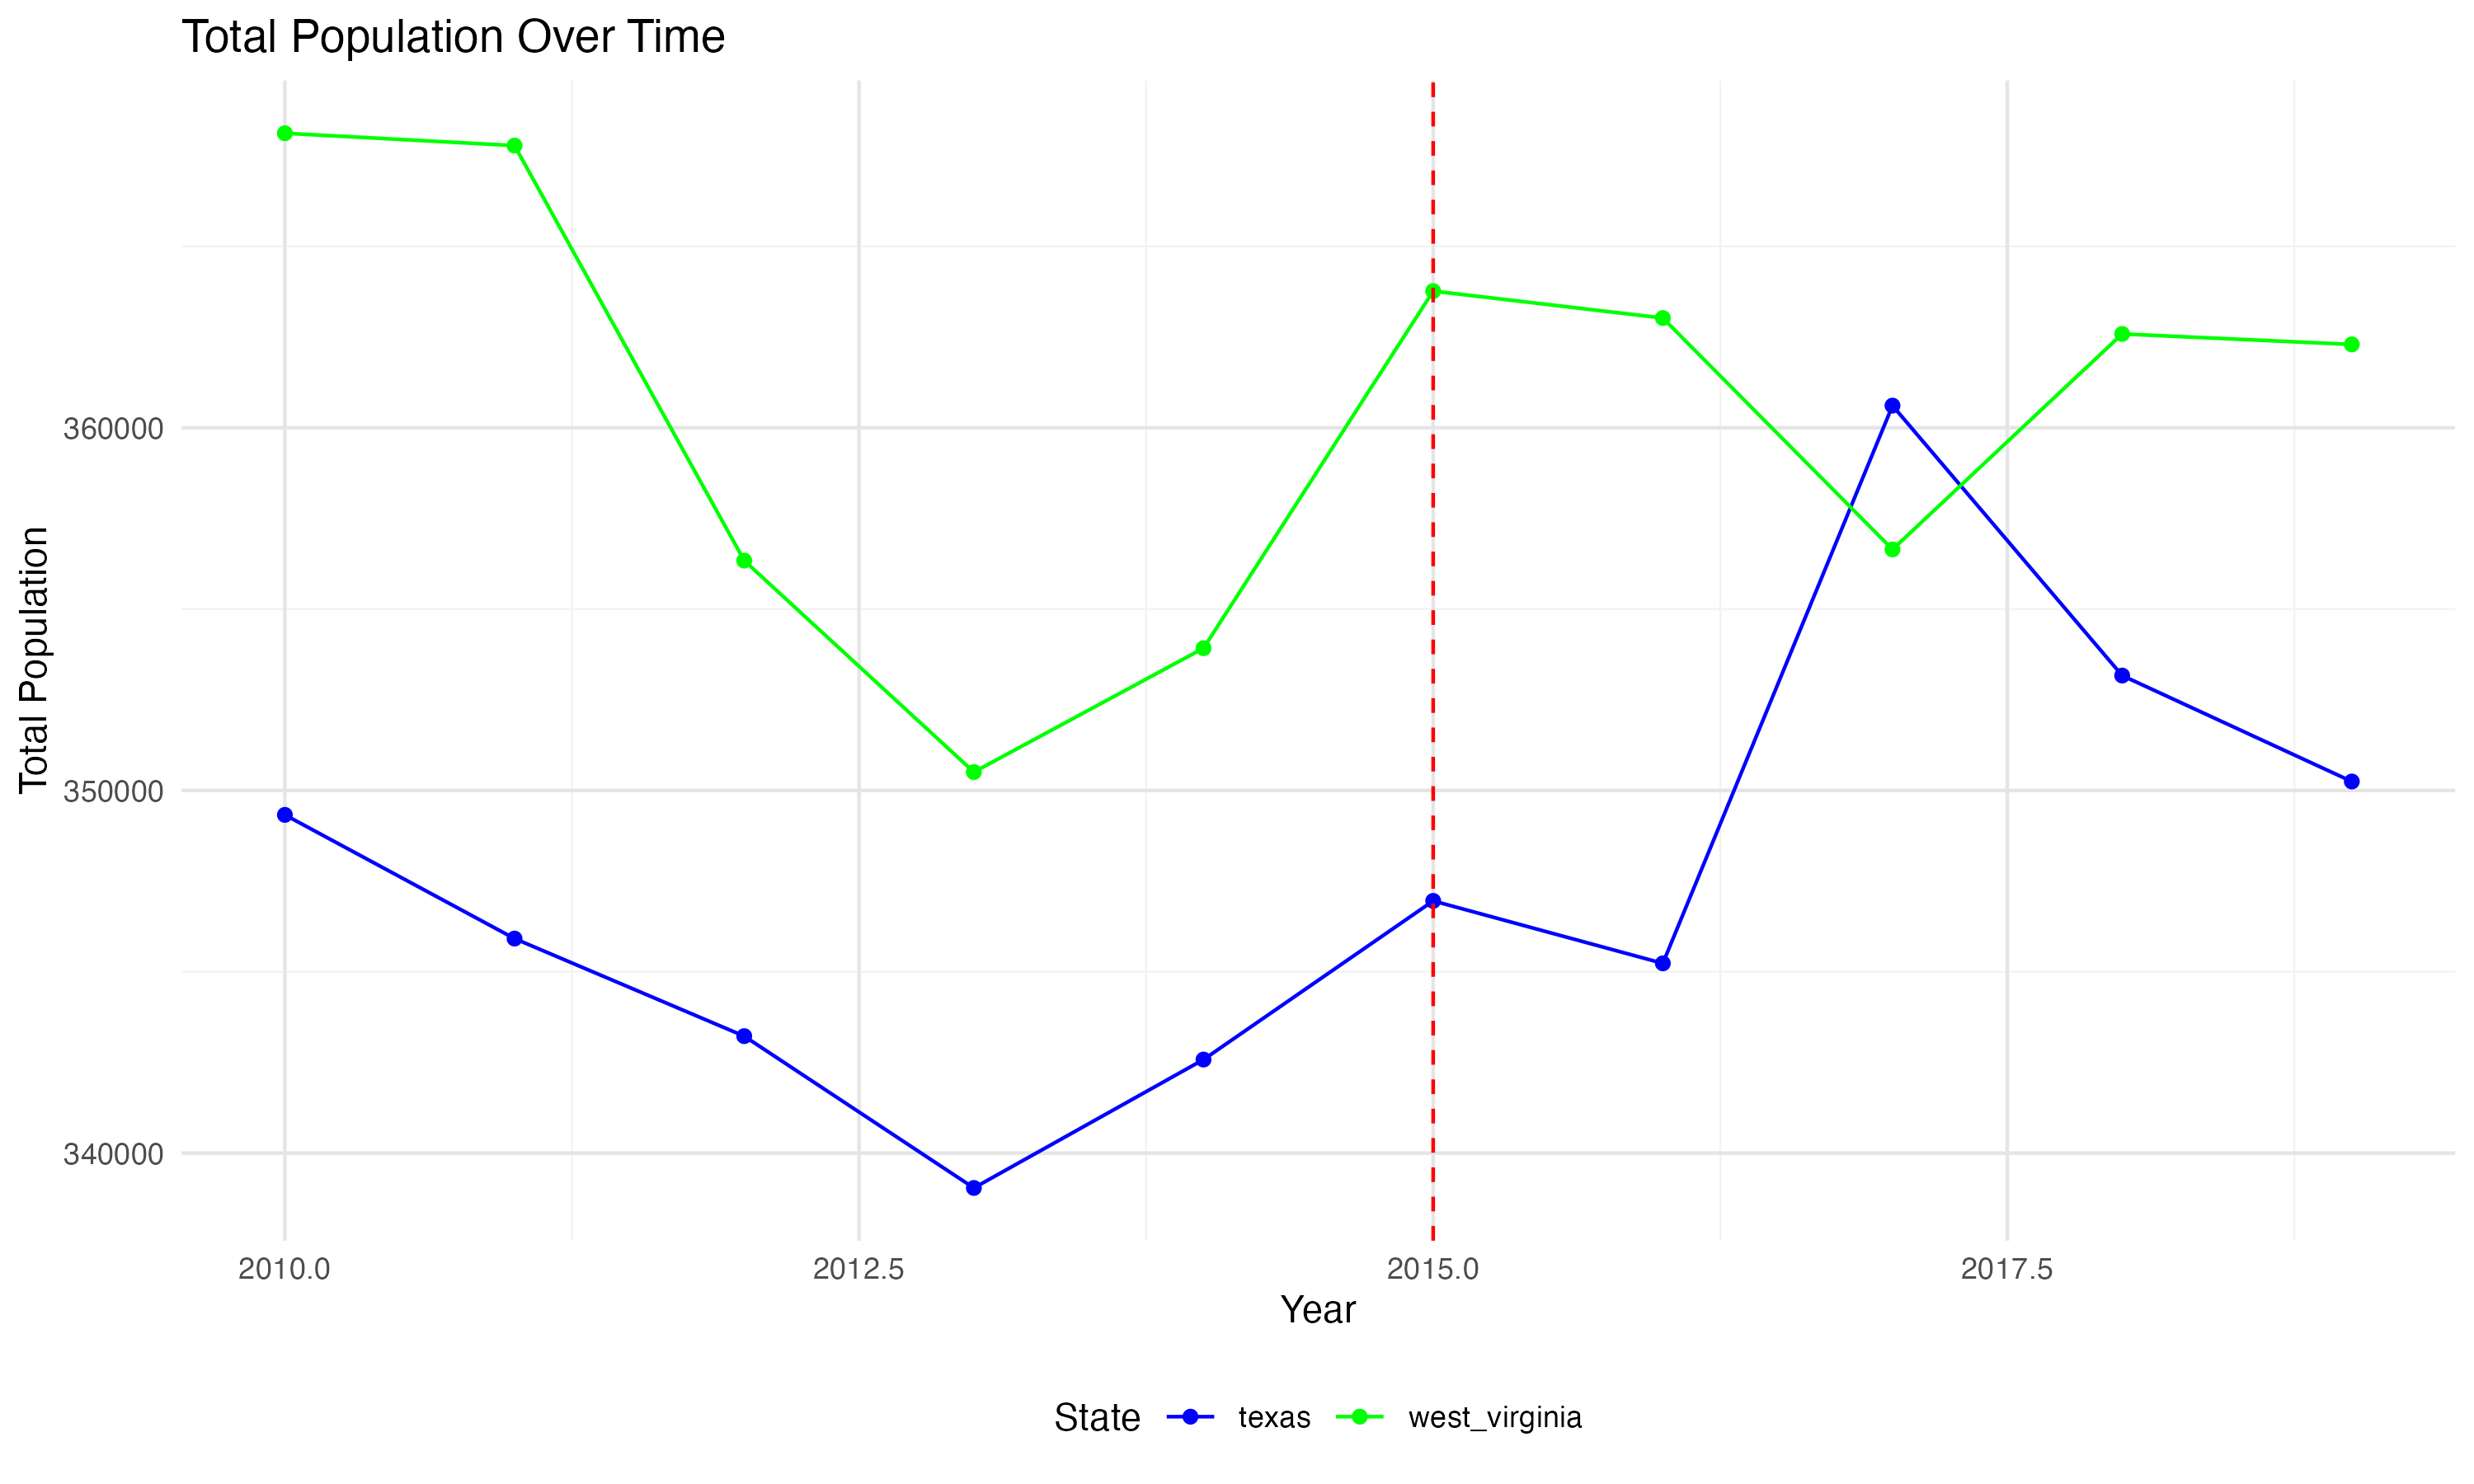 Total Population Over Time
Total Population
360000
350000
340000
2010.0 2012.5 2015.0 2017.5
Year
State texas west_virginia